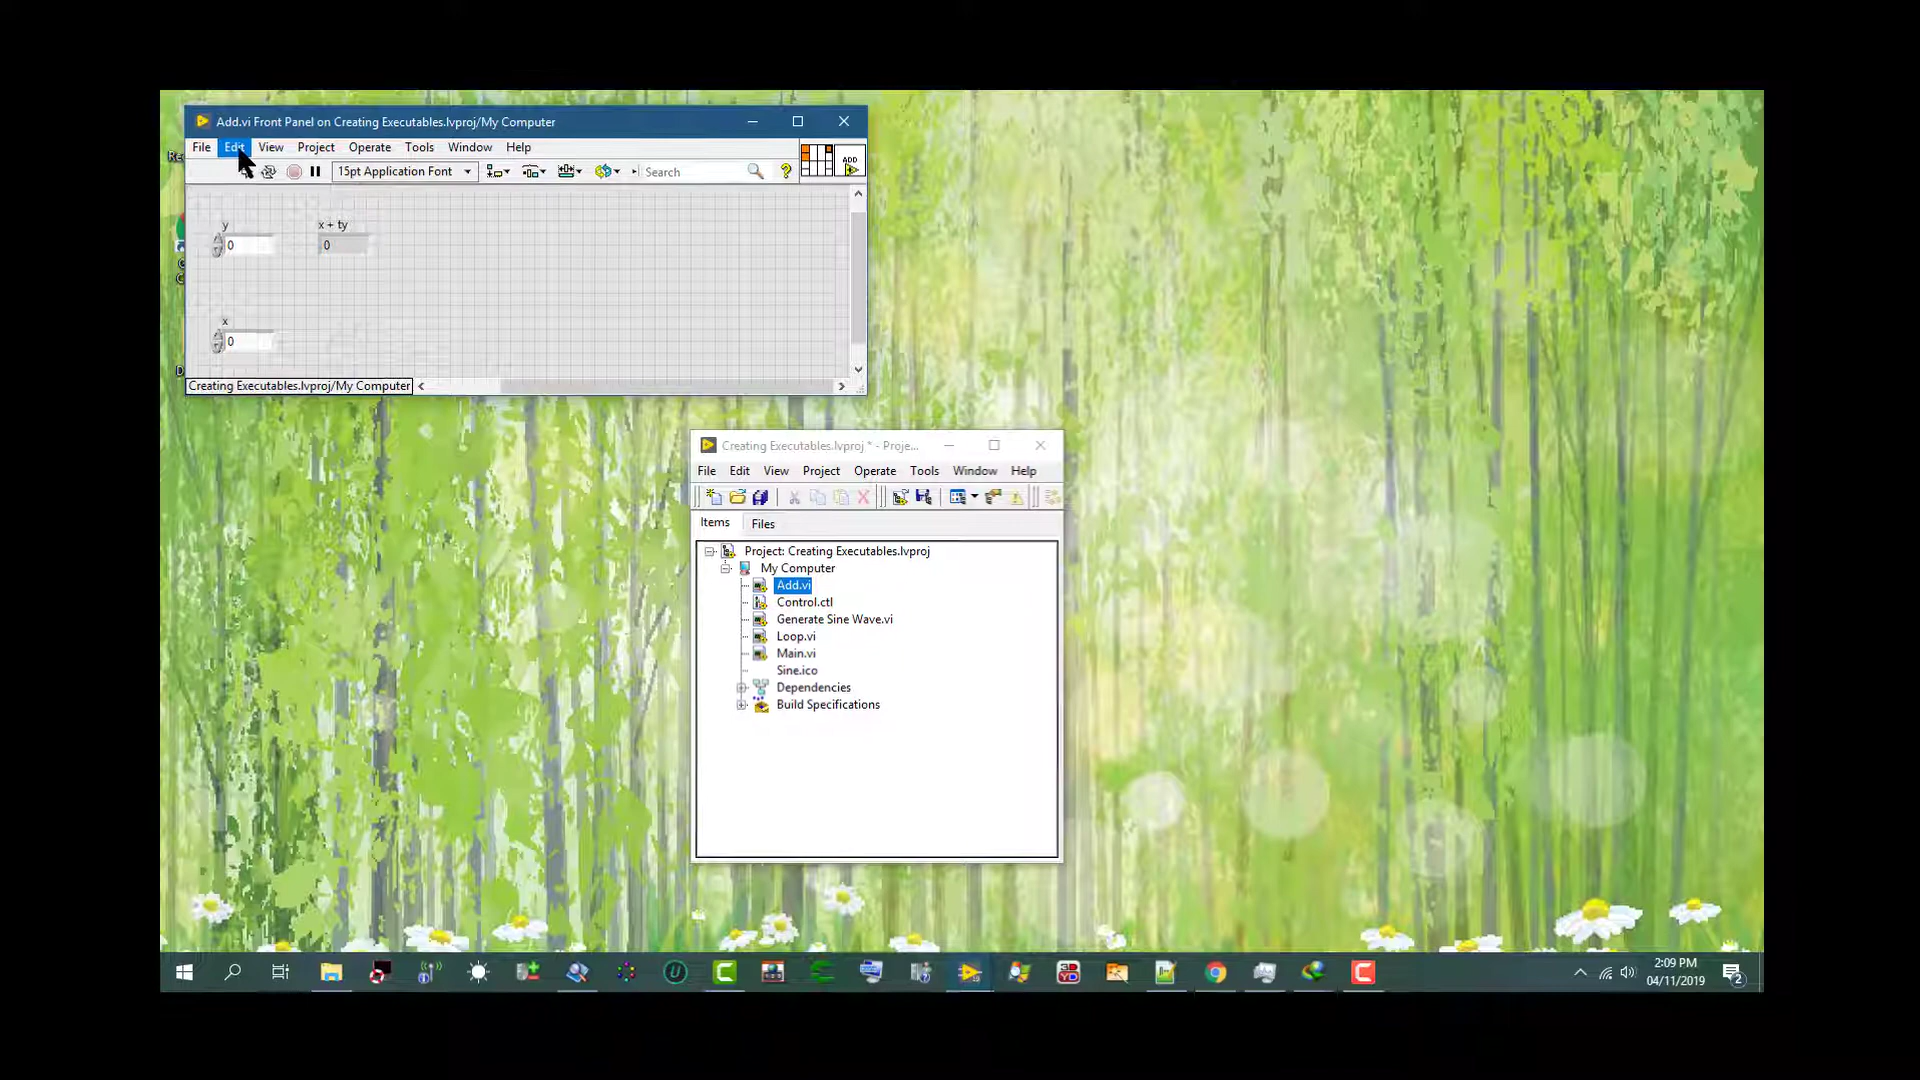 Add.vi Front Panel on Creating Executables.lvproj/My Computer
File Edit View Project Operate Tools Window Help
15pt Application Font
Search
ADD
y
x + ty
0
0
x
0
Creating Executables.lvproj/My Computer
Creating Executables.lvproj * - Proje...
File Edit View Project Operate Tools Window Help
Items Files
Project: Creating Executables.lvproj
My Computer
Add.vi
Control.ctl
Generate Sine Wave.vi
Loop.vi
Main.vi
Sine.ico
Dependencies
Build Specifications
2:09 PM
04/11/2019
2